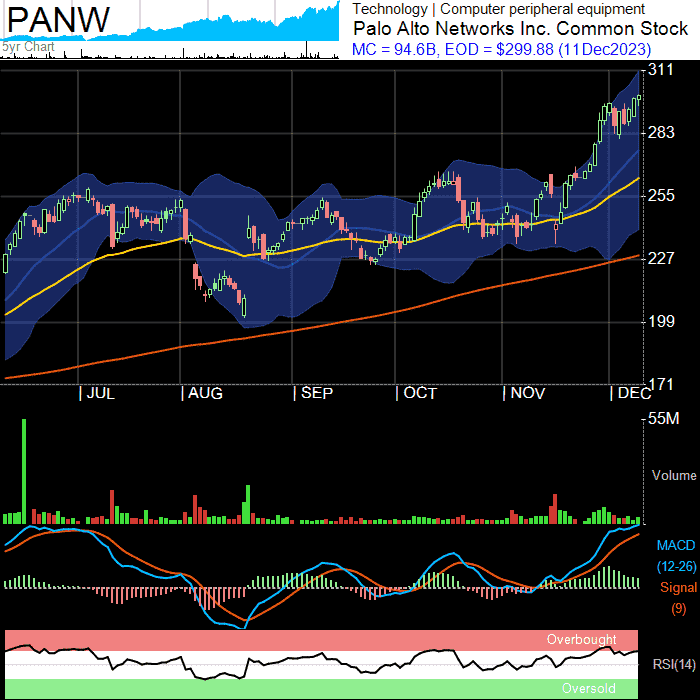 PANW
5yr Chart
Technology | Computer peripheral equipment
Palo Alto Networks Inc. Common Stock
MC = 94.6B, EOD = $299.88 (11Dec2023)
311
283
255
227
199
171
JUL AUG SEP OCT NOV DEC
55M
Volume
MACD
(12-26)
Signal
(9)
Overbought
RSI(14)
Oversold